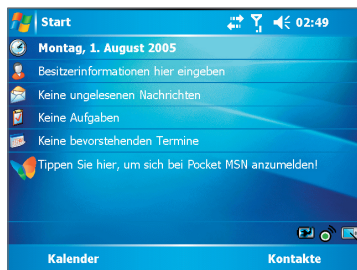 Start 02:49
Montag, 1. August 2005
Besitzerinformationen hier eingeben
Keine ungelesenen Nachrichten
Keine Aufgaben
Keine bevorstehenden Termine
Tippen Sie hier, um sich bei Pocket MSN anzumelden!
Kalender Kontakte